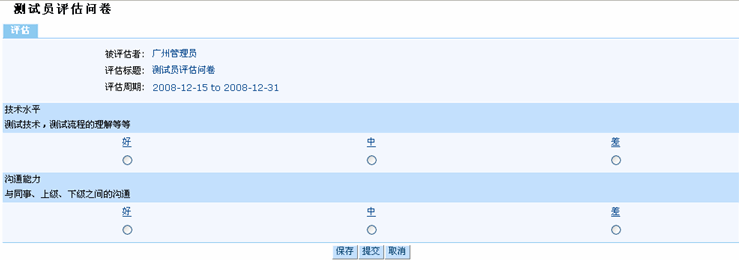 测试员评估问卷
评估
被评估者： 广州管理员
评估标题： 测试员评估问卷
评估周期： 2008-12-15 to 2008-12-31
技术水平
测试技术，测试流程的理解等等
好 中 差
沟通能力
与同事、上级、下级之间的沟通
好 中 差
保存 提交 取消